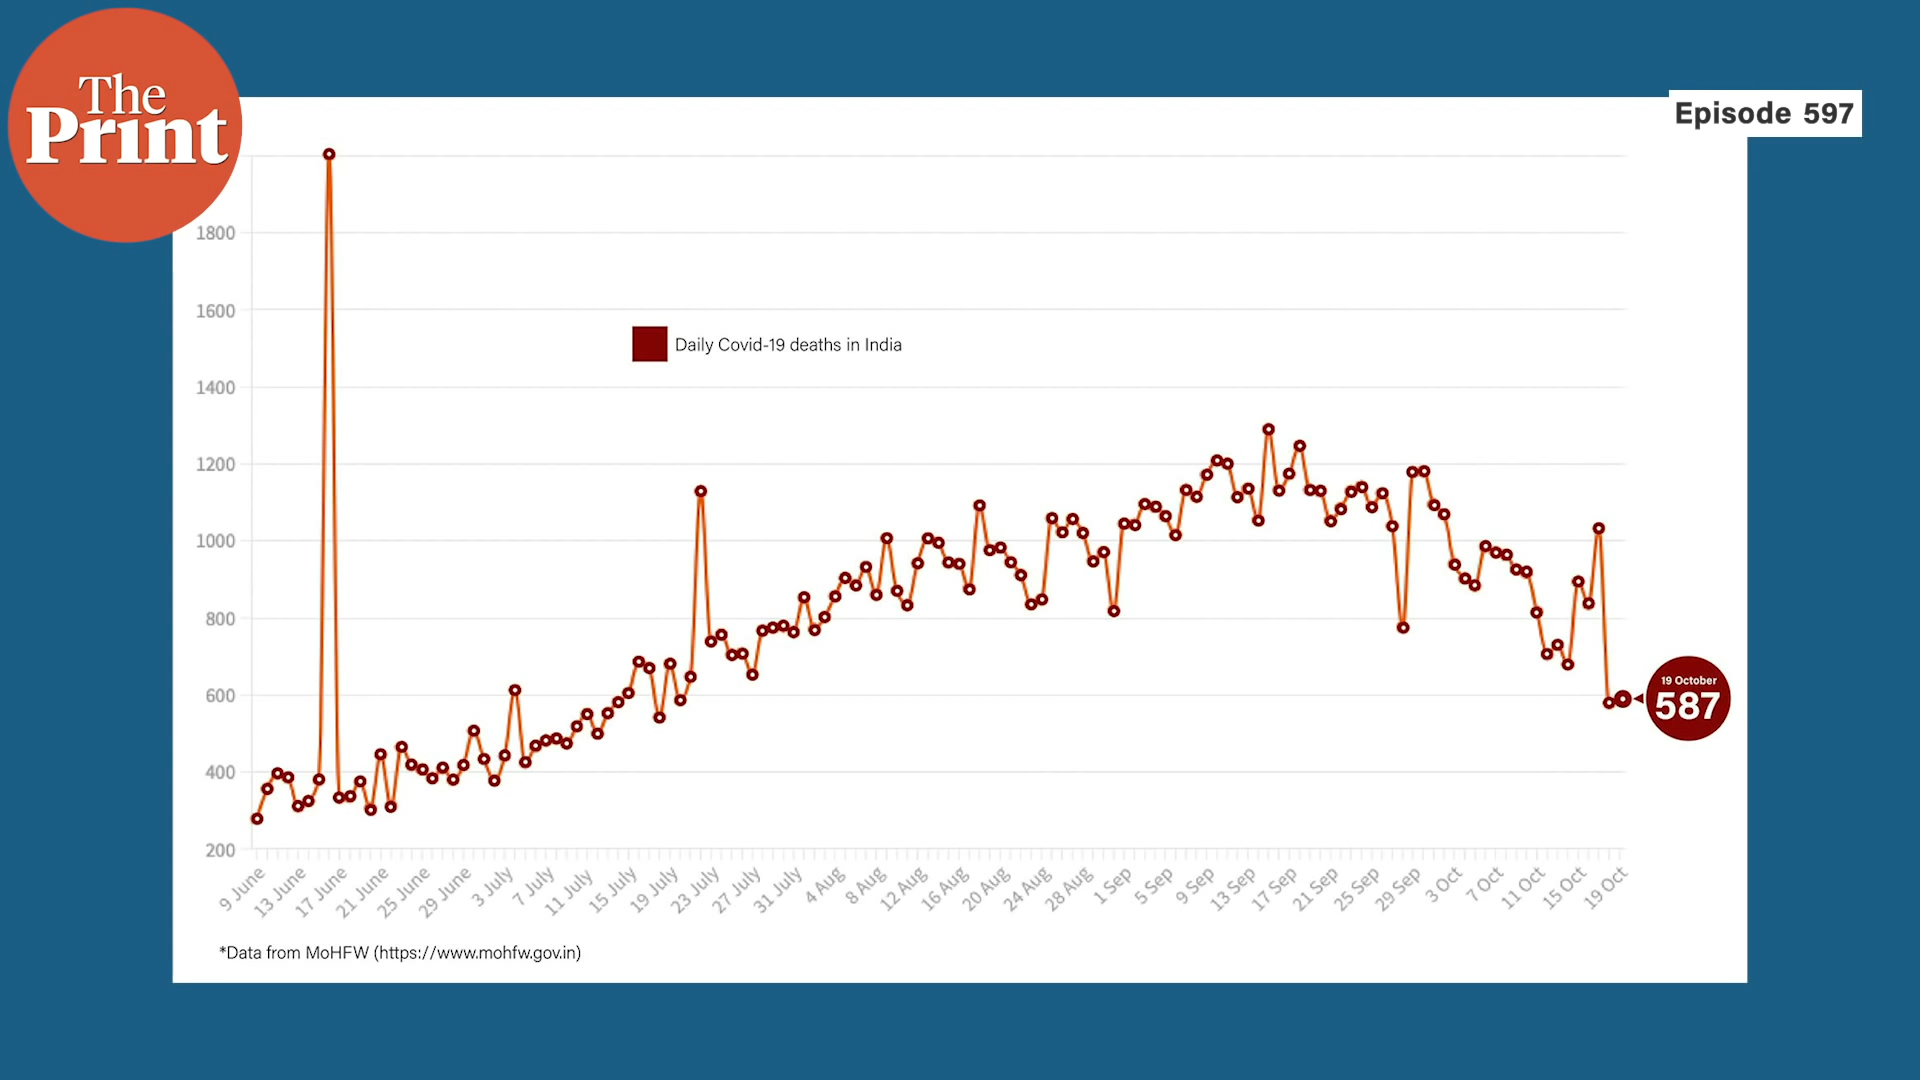 The
Print
Episode 597
1800
1600
1400
1200
1000
800
600
400
200
Daily Covid-19 deaths in India
19 October
587
9 June
13 June
17 June
21 June
25 June
29 June
3 July
7 July
11 July
15 July
19 July
23 July
27 July
31 July
4 Aug
8 Aug
12 Aug
16 Aug
20 Aug
24 Aug
28 Aug
1 Sep
5 Sep
9 Sep
13 Sep
17 Sep
21 Sep
25 Sep
29 Sep
3 Oct
7 Oct
11 Oct
15 Oct
19 Oct
*Data from MoHFW (https://www.mohfw.gov.in)